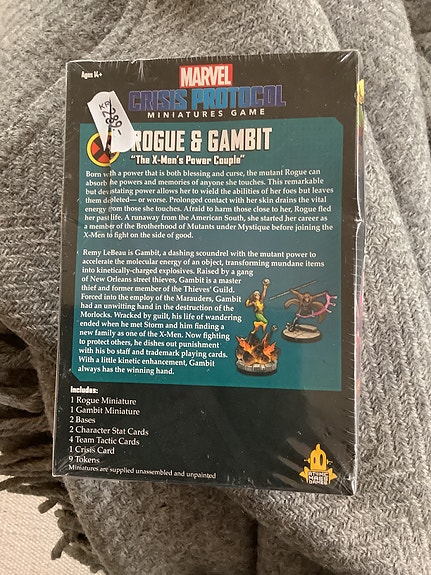 Ages 14+
MARVEL
CRISIS PROTOCOL
MINIATURES GAME
ROGUE & GAMBIT
"The X-Men's Power Couple"
Born with a power that is both blessing and curse, the mutant Rogue can
absorb the powers and memories of anyone she touches. This remarkable
but devastating power allows her to wield the abilities of her foes but leaves
them depleted— or worse. Prolonged contact with her skin drains the vital
energy from those she touches. Afraid to harm those close to her, Rogue fled
her past life. A runaway from the American South, she started her career as
a member of the Brotherhood of Mutants under Mystique before joining the
X-Men to fight on the side of good.
Remy LeBeau is Gambit, a dashing scoundrel with the mutant power to
accelerate the molecular energy of an object, transforming mundane items
into kinetically-charged explosives. Raised by a gang
of New Orleans street thieves, Gambit is a master
thief and former member of the Thieves' Guild.
Forced into the employ of the Marauders, Gambit
had an unwitting hand in the destruction of the
Morlocks. Wracked by guilt, his life of wandering
ended when he met Storm and him finding a
new family as one of the X-Men. Now fighting
to protect others, he dishes out punishment
with his bo staff and trademark playing cards.
With a little kinetic enhancement, Gambit
always has the winning hand.
Includes:
1 Rogue Miniature
1 Gambit Miniature
2 Bases
2 Character Stat Cards
4 Team Tactic Cards
1 Crisis Card
9 Tokens
Miniatures are supplied unassembled and unpainted
ATOMIC
MASS
GAMES